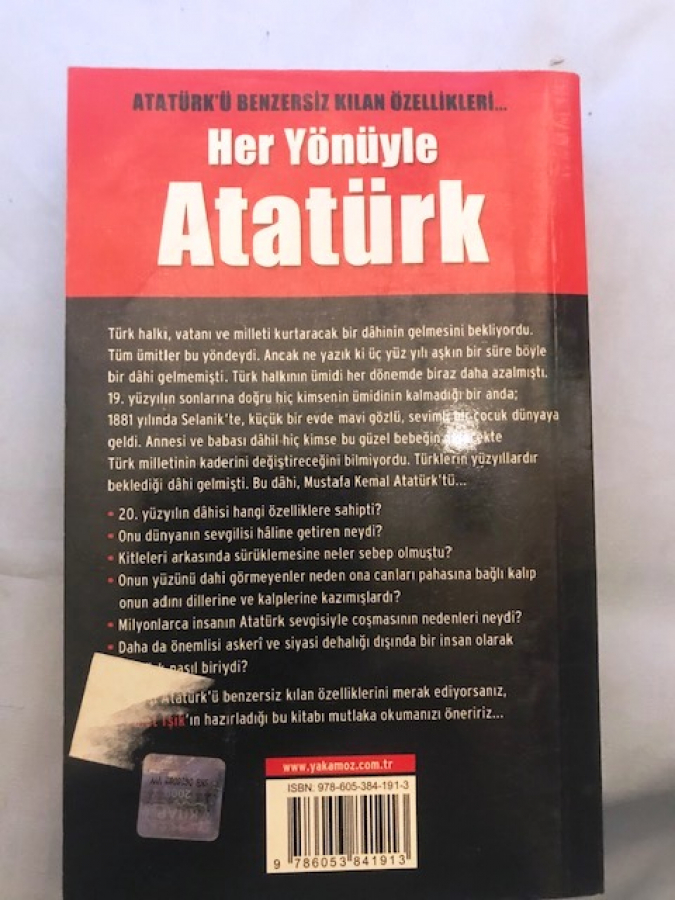 ATATÜRK'Ü BENZERSİZ KILAN ÖZELLİKLERİ...
Her Yönüyle
Atatürk
Türk halkı, vatanı ve milleti kurtaracak bir dâhinin gelmesini bekliyordu.
Tüm ümitler bu yöndeydi. Ancak ne yazık ki üç yüz yılı aşkın bir süre böyle
bir dâhi gelmemişti. Türk halkının ümidi her dönemde biraz daha azalmıştı.
19. yüzyılın sonlarına doğru hiç kimsenin ümidinin kalmadığı bir anda;
1881 yılında Selanik'te, küçük bir evde mavi gözlü, sevimli bir çocuk dünyaya
geldi. Annesi ve babası dâhil hiç kimse bu güzel bebeğin
Türk milletinin kaderini değiştireceğini bilmiyordu. Türklerin yüzyıllardır
beklediği dâhi gelmişti. Bu dâhi, Mustafa Kemal Atatürk'tü...
• 20. yüzyılın dâhisi hangi özelliklere sahipti?
• Onu dünyanın sevgilisi hâline getiren neydi?
• Kitleleri arkasında sürüklemesine neler sebep olmuştu?
• Onun yüzünü dahi görmeyenler neden ona canları pahasına bağlı kalıp
onun adını dillerine ve kalplerine kazımışlardı?
• Milyonlarca insanın Atatürk sevgisiyle coşmasının nedenleri neydi?
• Daha da önemlisi askerî ve siyasi dehalığı dışında bir insan olarak
nasıl biriydi?
Atatürk'ü benzersiz kılan özelliklerini merak ediyorsanız,
Işık'ın hazırladığı bu kitabı mutlaka okumanızı öneririz...
www.yakamoz.com.tr
ISBN: 978-605-384-191-3
9 786053 841913